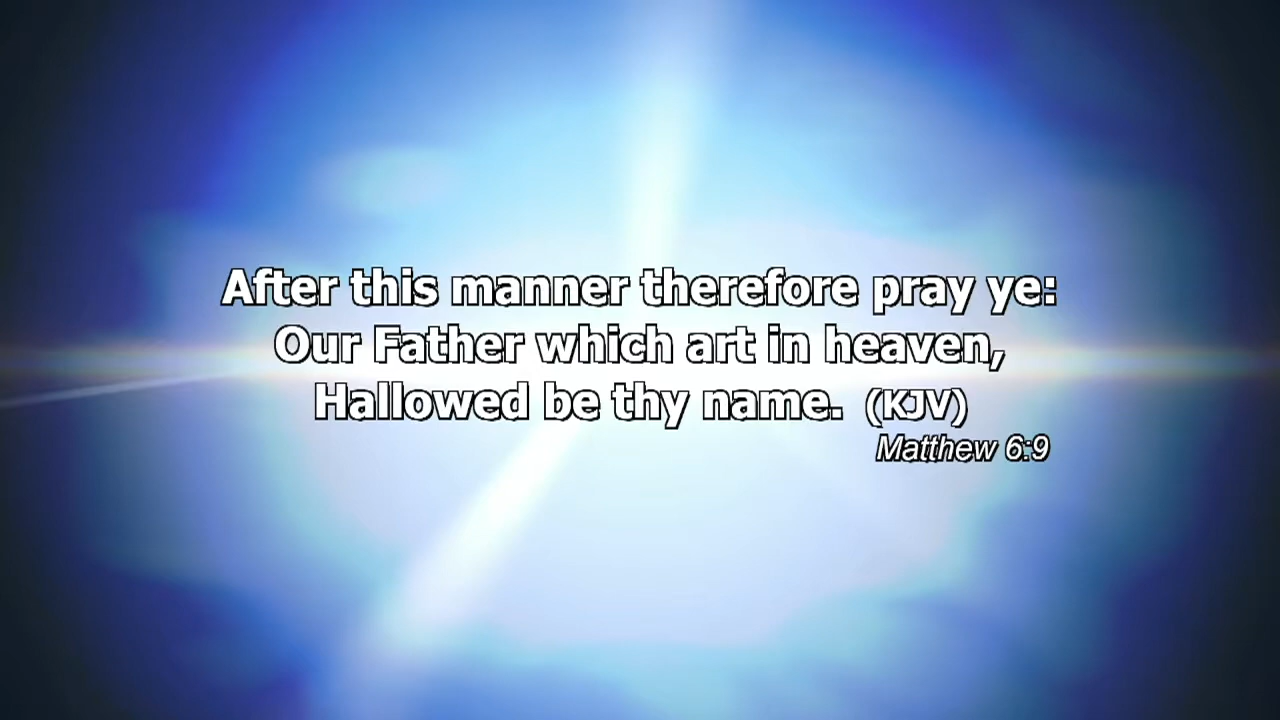 After this manner therefore pray ye:
Our Father which art in heaven,
Hallowed be thy name. (KJV)
Matthew 6:9